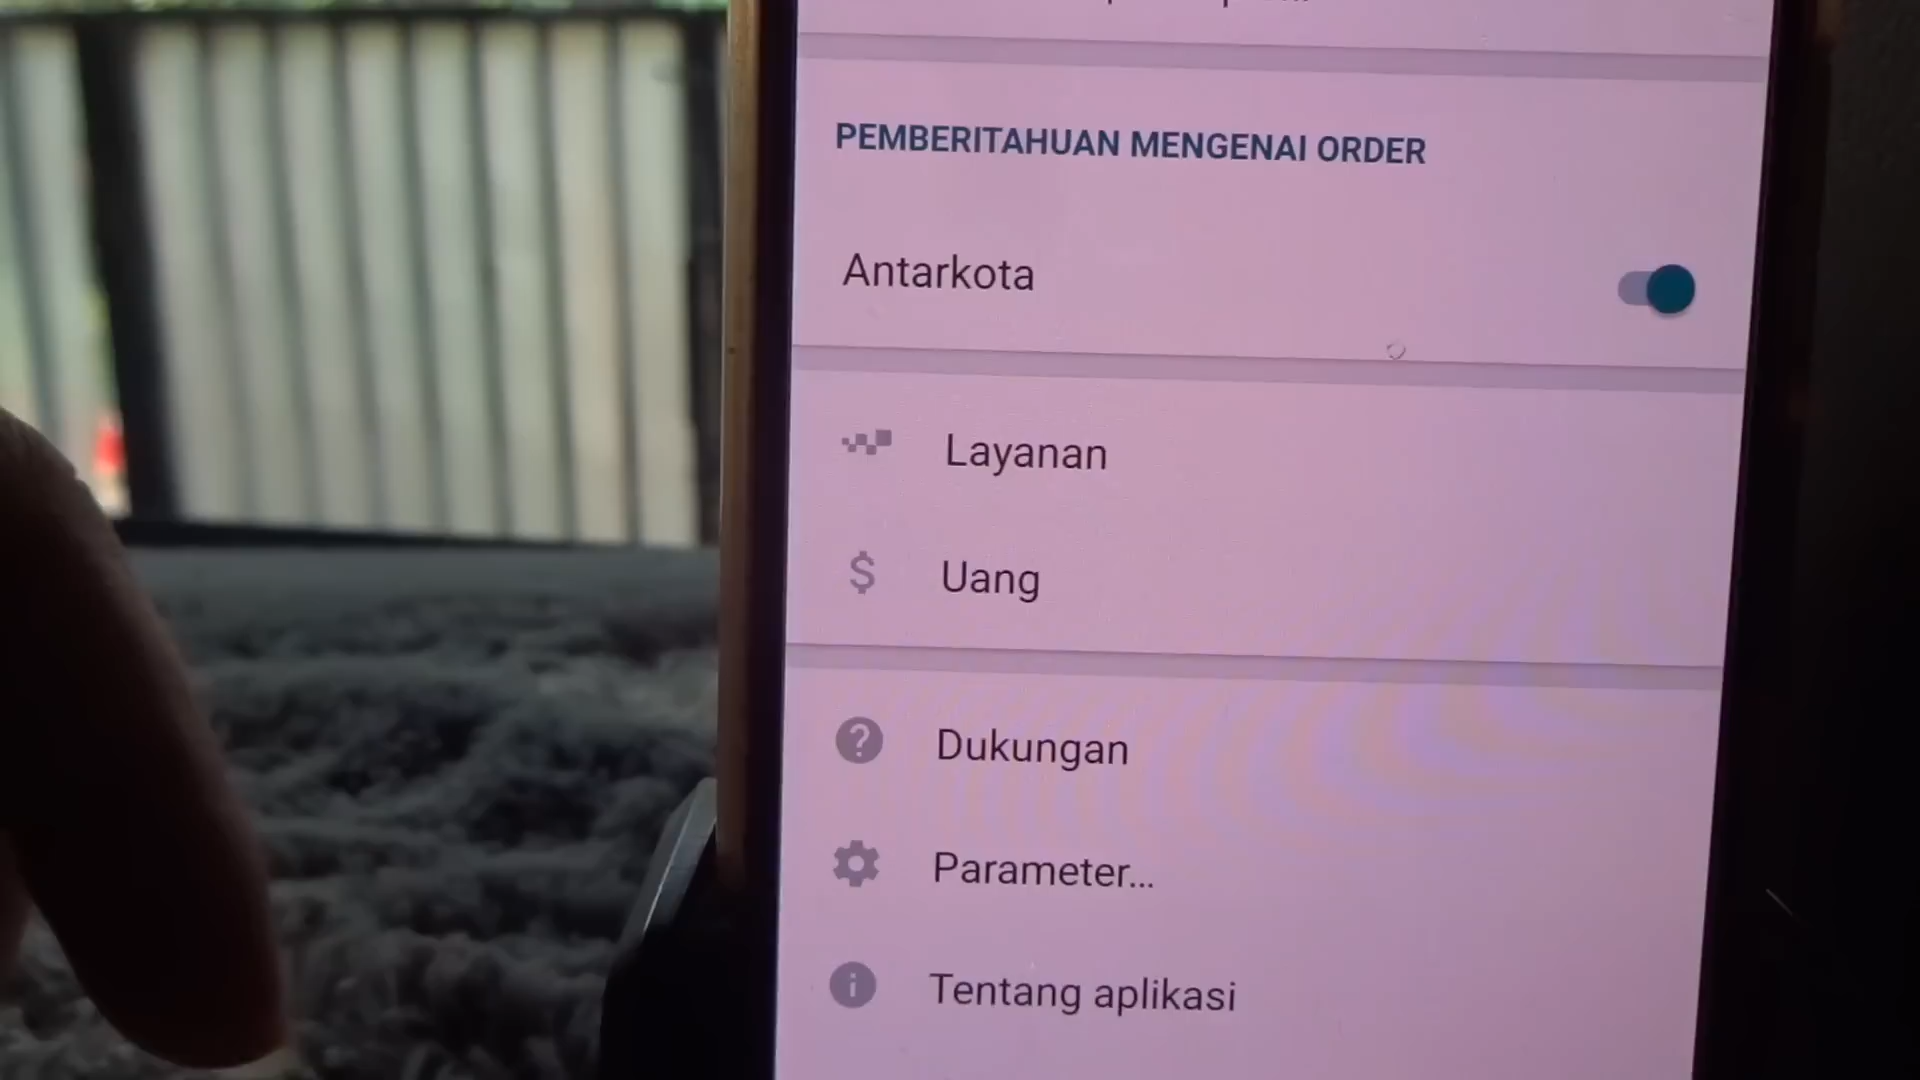 PEMBERITAHUAN MENGENAI ORDER
Antarkota
Layanan
Uang
Dukungan
Parameter...
Tentang aplikasi